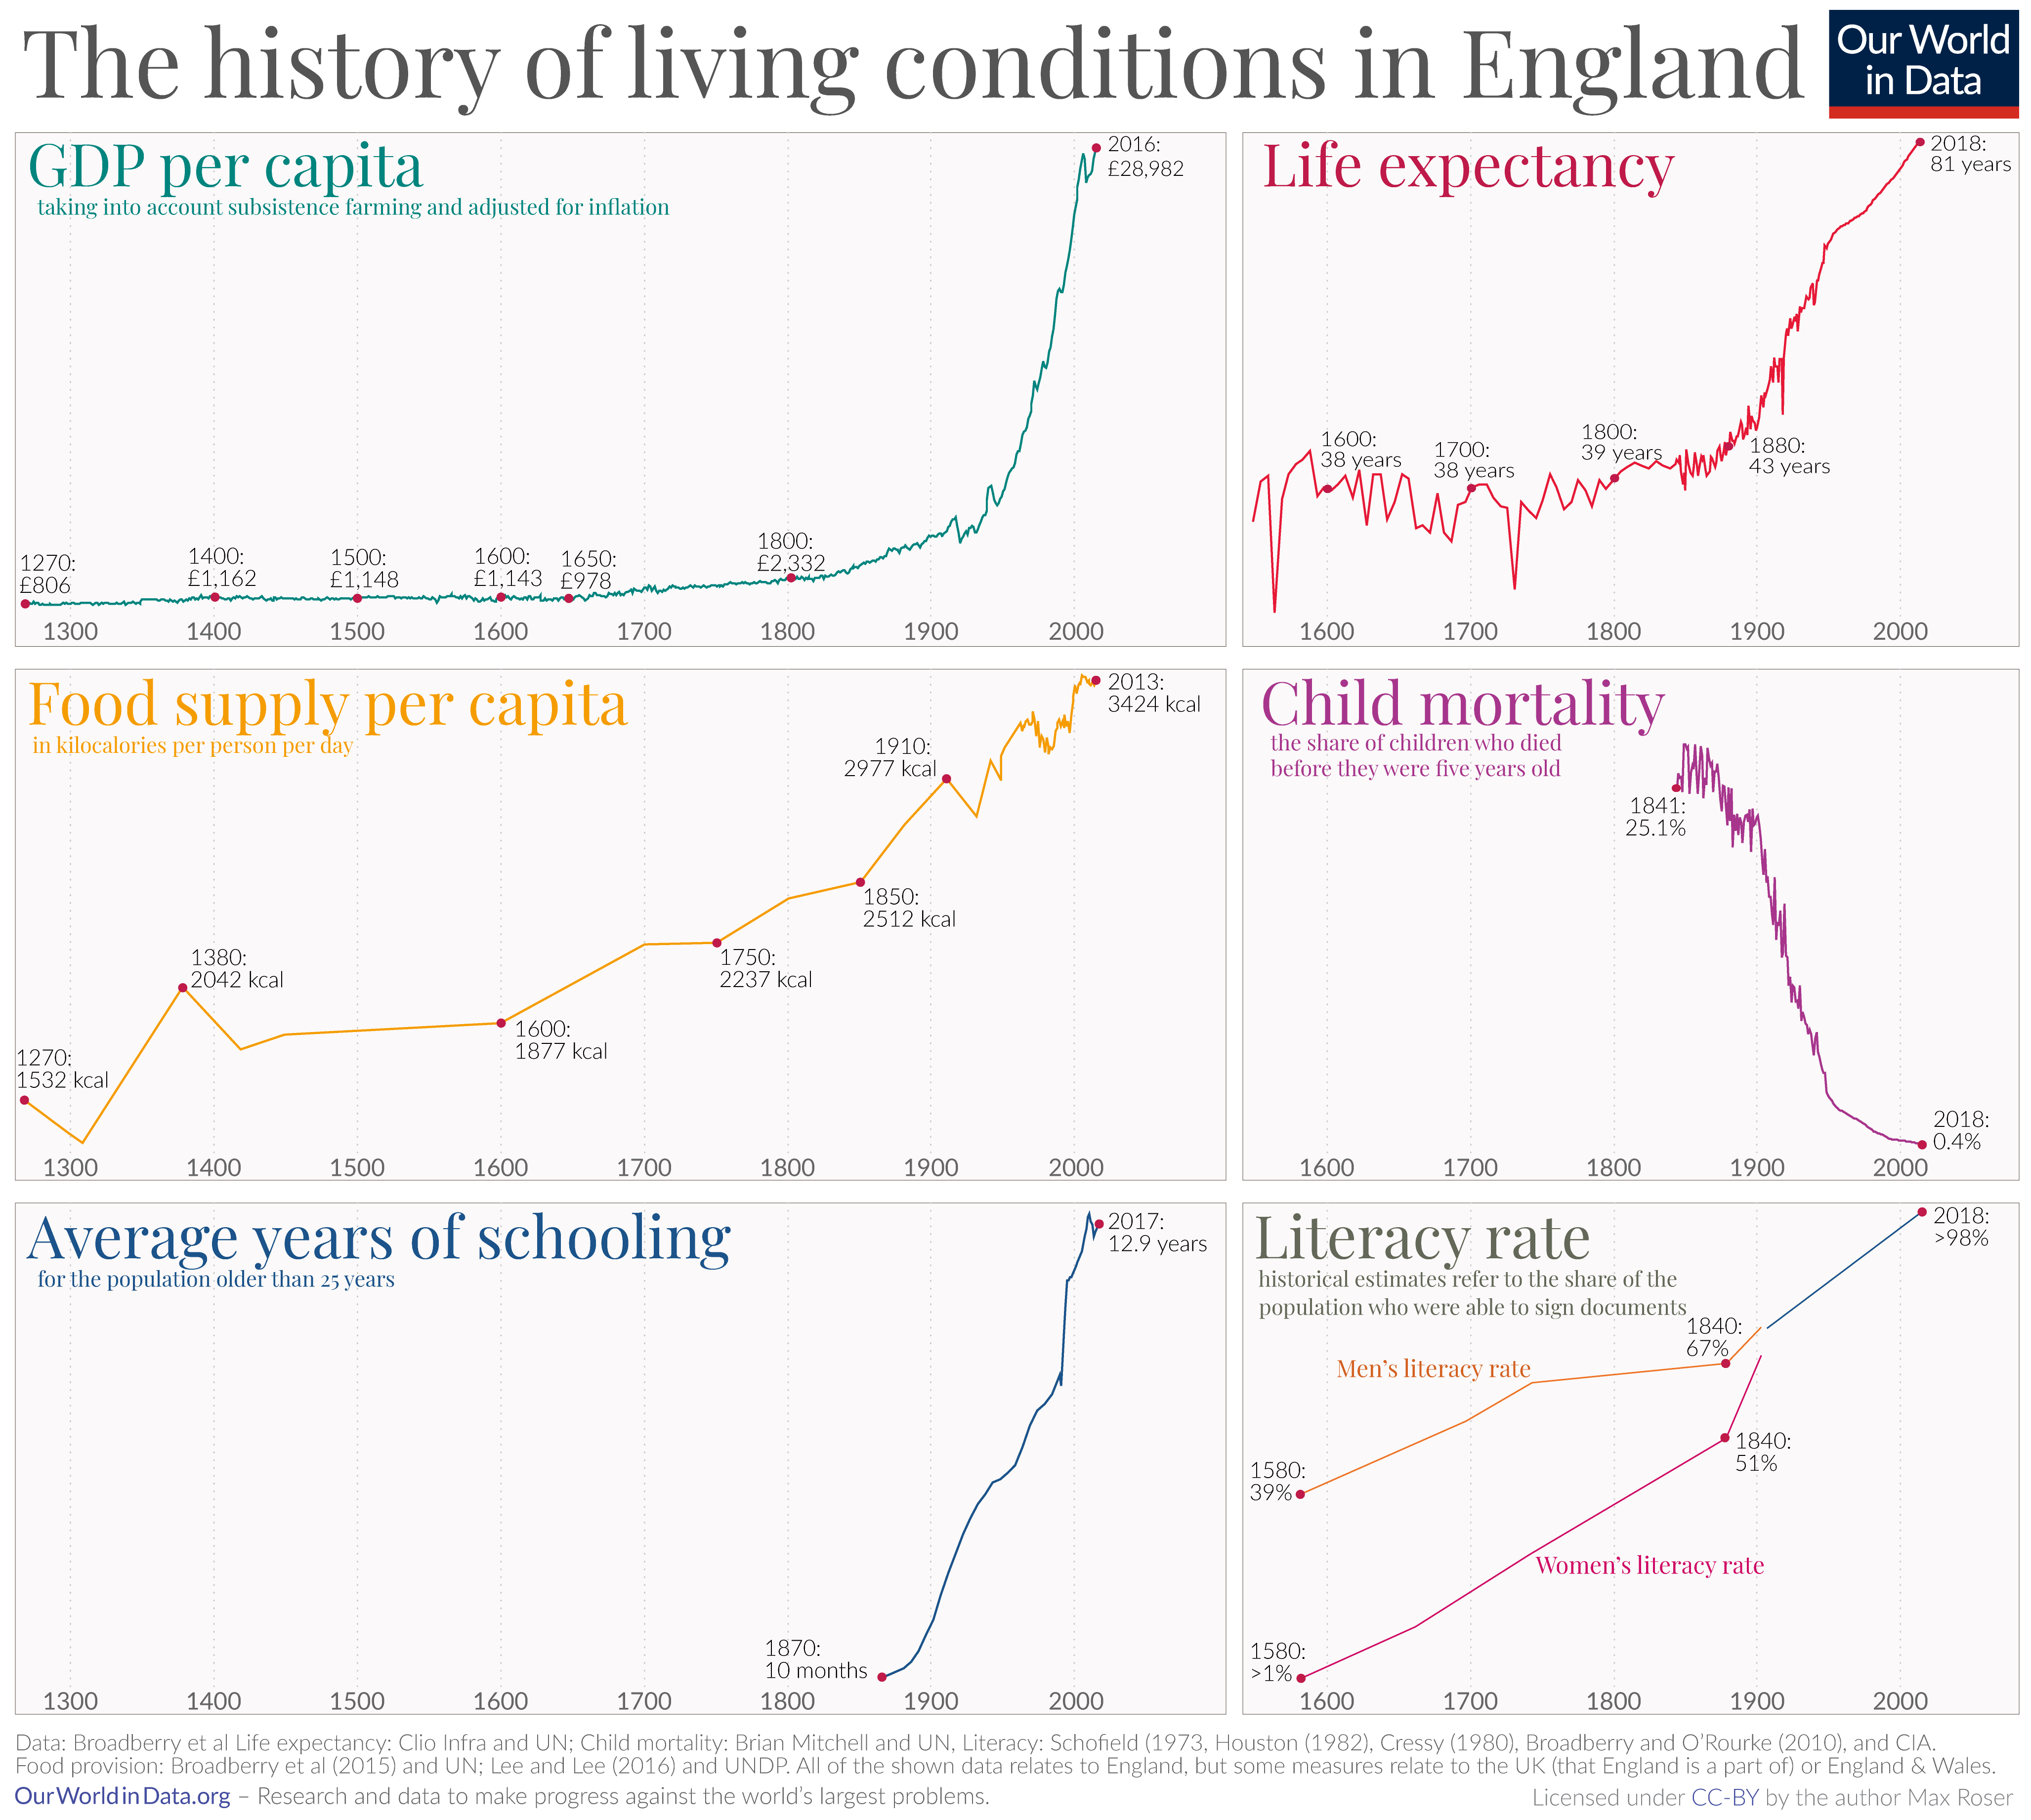 The history of living conditions in England
Our World
in Data
GDP per capita
taking into account subsistence farming and adjusted for inflation
2016:
£28,982
1270:
£806
1400:
£1,162
1500:
£1,148
1600:
£1,143
1650:
£978
1800:
£2,332
1300 1400 1500 1600 1700 1800 1900 2000
Life expectancy
2018:
81 years
1600:
38 years
1700:
38 years
1800:
39 years
1880:
43 years
1600 1700 1800 1900 2000
Food supply per capita
in kilocalories per person per day
2013:
3424 kcal
1910:
2977 kcal
1850:
2512 kcal
1380:
2042 kcal
1750:
2237 kcal
1600:
1877 kcal
1270:
1532 kcal
1300 1400 1500 1600 1700 1800 1900 2000
Child mortality
the share of children who died
before they were five years old
1841:
25.1%
2018:
0.4%
1600 1700 1800 1900 2000
Average years of schooling
for the population older than 25 years
2017:
12.9 years
1870:
10 months
1300 1400 1500 1600 1700 1800 1900 2000
Literacy rate
historical estimates refer to the share of the
population who were able to sign documents
2018:
>98%
1840:
67%
Men's literacy rate
1840:
51%
1580:
39%
Women's literacy rate
1580:
>1%
1600 1700 1800 1900 2000
Data: Broadberry et al Life expectancy: Clio Infra and UN; Child mortality: Brian Mitchell and UN, Literacy: Schofield (1973, Houston (1982), Cressy (1980), Broadberry and O'Rourke (2010), and CIA.
Food provision: Broadberry et al (2015) and UN; Lee and Lee (2016) and UNDP. All of the shown data relates to England, but some measures relate to the UK (that England is a part of) or England & Wales.
OurWorldinData.org – Research and data to make progress against the world's largest problems.
Licensed under CC-BY by the author Max Roser